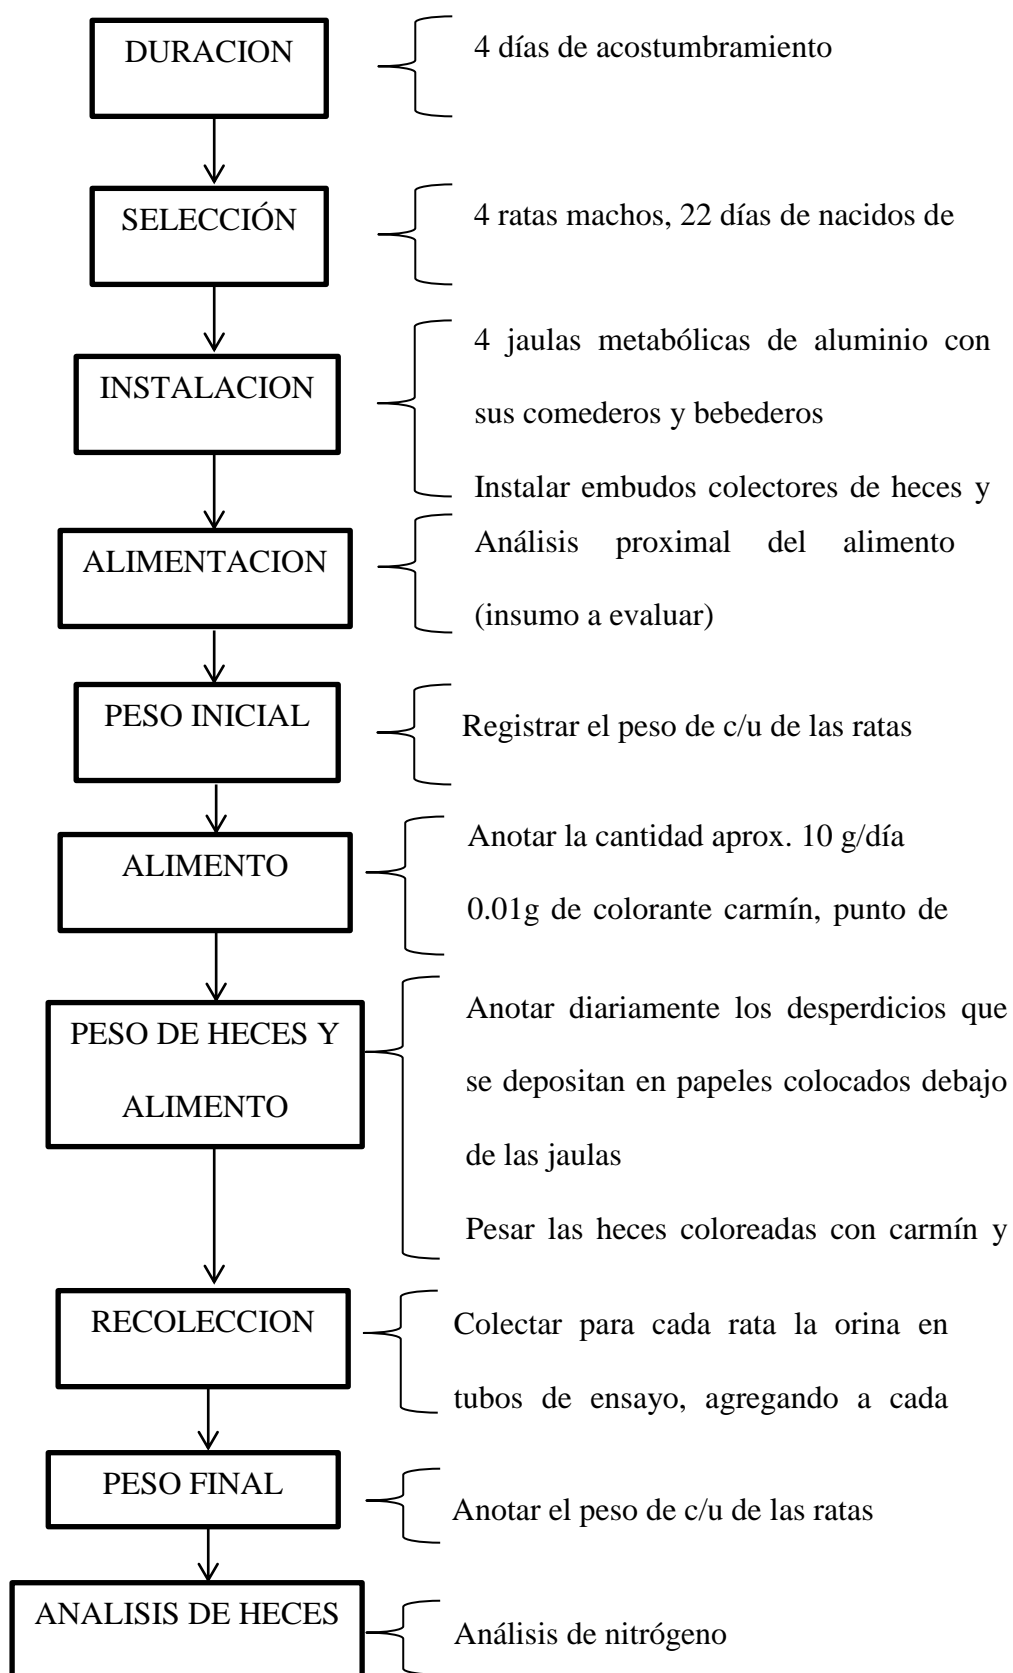 DURACION
4 días de acostumbramiento
SELECCIÓN
4 ratas machos, 22 días de nacidos de
INSTALACION
4 jaulas metabólicas de aluminio con
sus comederos y bebederos
Instalar embudos colectores de heces y
ALIMENTACION
Análisis proximal del alimento
(insumo a evaluar)
PESO INICIAL
Registrar el peso de c/u de las ratas
ALIMENTO
Anotar la cantidad aprox. 10 g/día
0.01g de colorante carmín, punto de
PESO DE HECES Y
ALIMENTO
Anotar diariamente los desperdicios que
se depositan en papeles colocados debajo
de las jaulas
Pesar las heces coloreadas con carmín y
RECOLECCION
Colectar para cada rata la orina en
tubos de ensayo, agregando a cada
PESO FINAL
Anotar el peso de c/u de las ratas
ANALISIS DE HECES
Análisis de nitrógeno